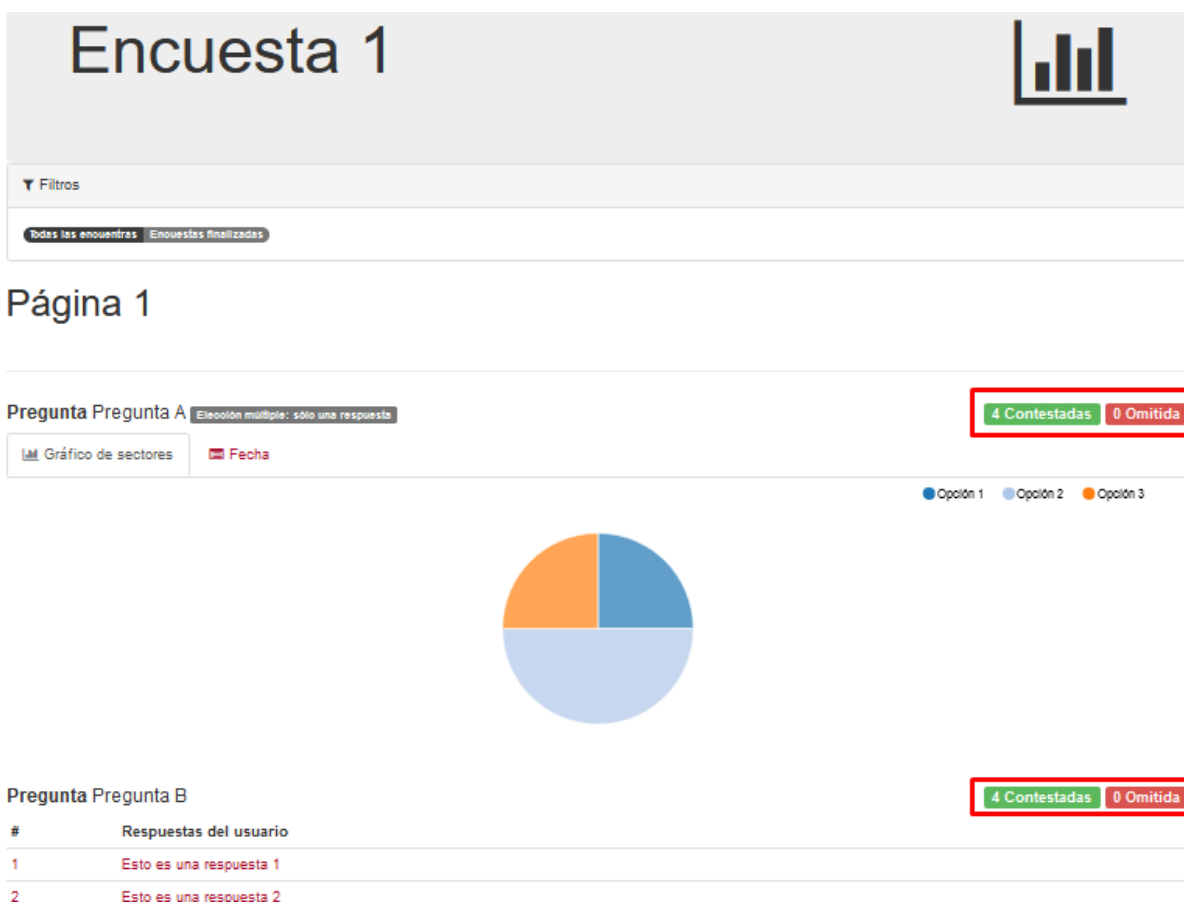 Encuesta 1
Filtros
Todas las encuentras Encuestas finalizadas
Página 1
Pregunta Pregunta A Elección múltiple: sólo una respuesta 4 Contestadas 0 Omitida
Gráfico de sectores Fecha
Opción 1 Opción 2 Opción 3
Pregunta Pregunta B 4 Contestadas 0 Omitida
# Respuestas del usuario
1 Esto es una respuesta 1
2 Esto es una respuesta 2